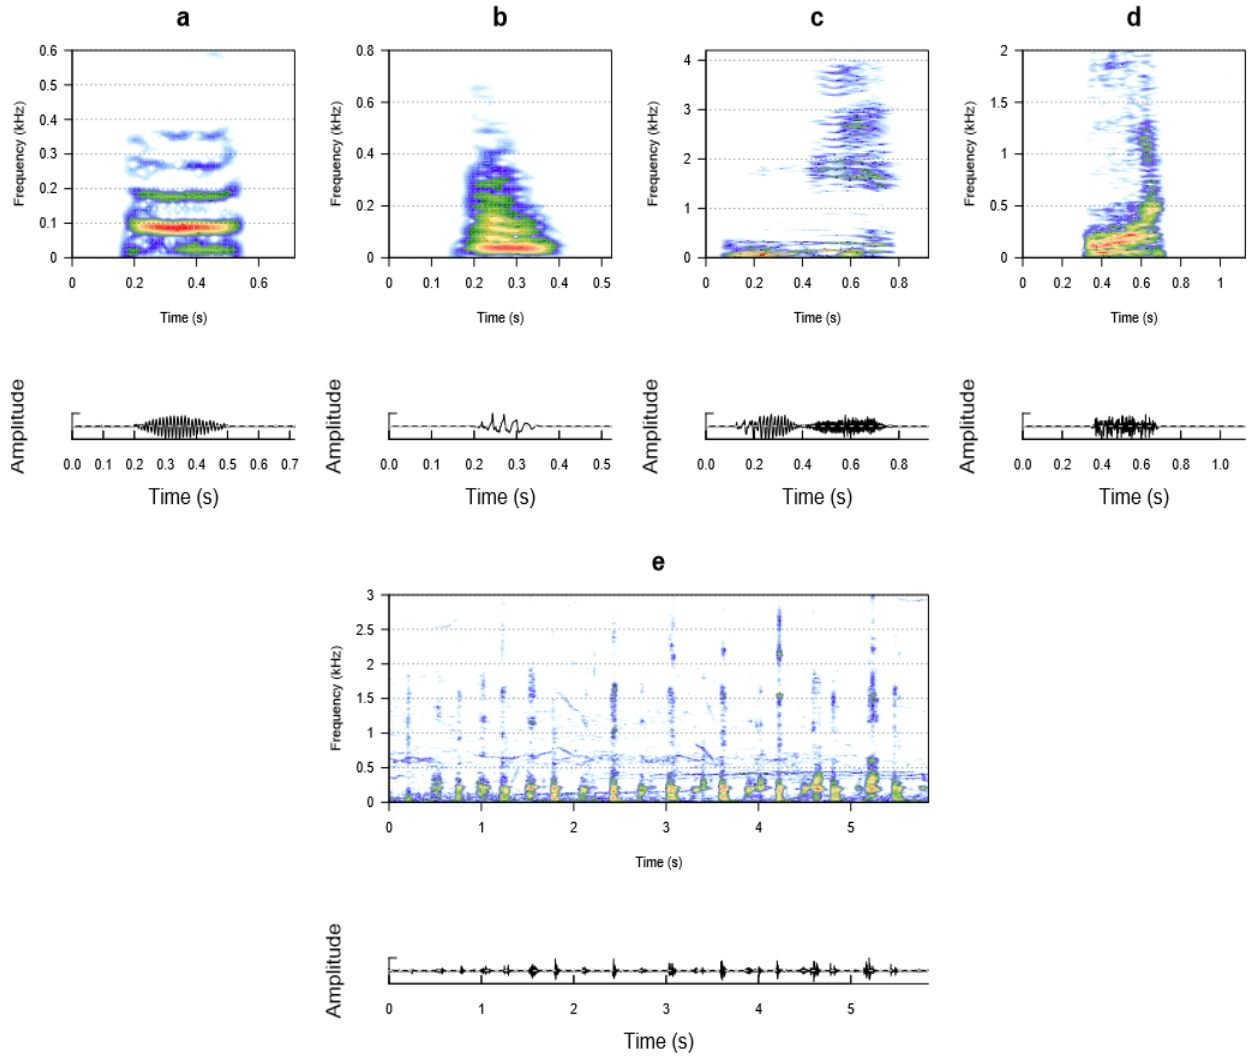 a
b
c
d
Frequency (kHz)
0.6
0.5
0.4
0.3
0.2
0.1
0
0 0.2 0.4 0.6
Time (s)
Frequency (kHz)
0.8
0.6
0.4
0.2
0
0 0.1 0.2 0.3 0.4 0.5
Time (s)
Frequency (kHz)
4
3
2
1
0
0 0.2 0.4 0.6 0.8
Time (s)
Frequency (kHz)
2
1.5
1
0.5
0
0 0.2 0.4 0.6 0.8 1
Time (s)
Amplitude
0.0 0.1 0.2 0.3 0.4 0.5 0.6 0.7
Time (s)
Amplitude
0.0 0.1 0.2 0.3 0.4 0.5
Time (s)
Amplitude
0.0 0.2 0.4 0.6 0.8
Time (s)
Amplitude
0.0 0.2 0.4 0.6 0.8 1.0
Time (s)
e
Frequency (kHz)
3
2.5
2
1.5
1
0.5
0
0 1 2 3 4 5
Time (s)
Amplitude
0 1 2 3 4 5
Time (s)